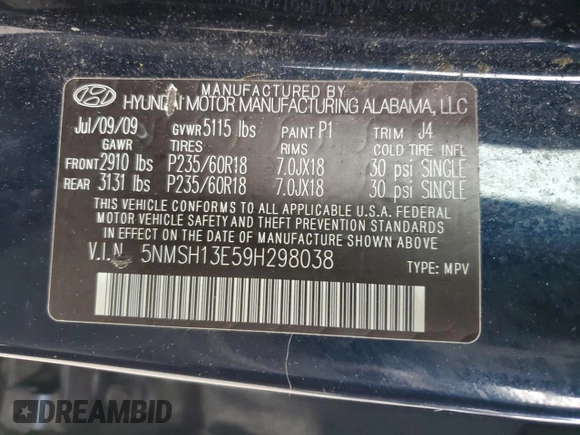 MANUFACTURED BY
HYUNDAI MOTOR MANUFACTURING ALABAMA, LLC
Jul/09/09 GVWR 5115 lbs PAINT P1 TRIM J4
GAWR TIRES RIMS COLD TIRE INFL
FRONT 2910 lbs P235/60R18 7.0JX18 30 psi SINGLE
REAR 3131 lbs P235/60R18 7.0JX18 30 psi SINGLE
THIS VEHICLE CONFORMS TO ALL APPLICABLE U.S.A. FEDERAL
MOTOR VEHICLE SAFETY AND THEFT PREVENTION STANDARDS
IN EFFECT ON THE DATE OF MANUFACTURE SHOWN ABOVE
V.I.N 5NMSH13E59H298038 TYPE: MPV
DREAMBID